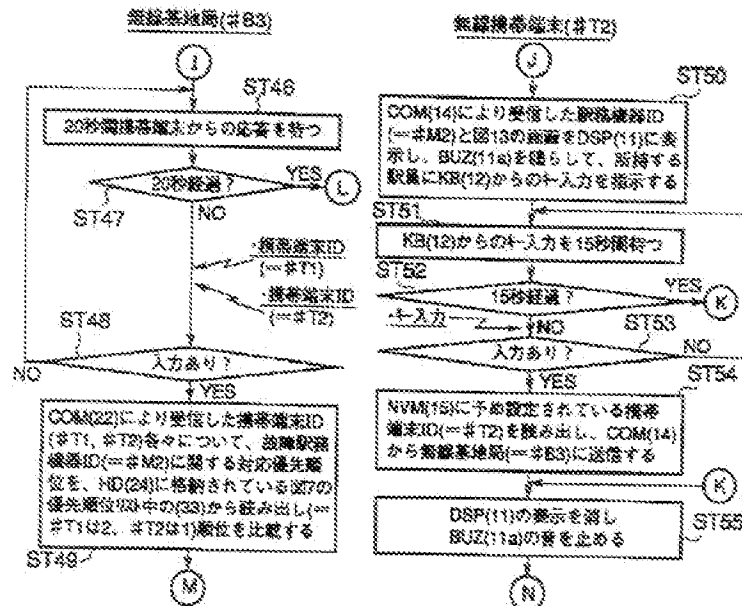 無線基地局(#B3)
I
ST46
20秒間携帯端末からの応答を待つ
20秒経過?
YES
L
ST47
NO
・携帯端末ID
(=#T1)
・携帯端末ID
(=#T2)
ST48
入力あり?
NO
YES
COM(22)により受信した携帯端末ID
(#T1, #T2)各々について、故障駅務
機器ID(=#M2)に関する対応優先順
位を、HD(24)に格納されている図7の
優先順位 中の(33)から読み出し(=
#T1は2、#T2は1)順位を比較する
ST49
M
無線携帯端末(#T2)
J
ST50
COM(14)により受信した駅務機器ID
(=#M2)と図13の画面をDSP(11)に表
示し、BUZ(11a)を鳴らして、所持する
駅員にKB(12)からのキー入力を指示する
ST51
KB(12)からのキー入力を15秒間待つ
ST52
15秒経過?
YES
K
・キー入力
NO
ST53
入力あり?
NO
YES
ST54
NVM(15)に予め設定されている携帯
端末ID(=#T2)を読み出し、COM(14)
から無線基地局(=#B3)に送信する
K
DSP(11)の表示を消し
BUZ(11a)の音を止める
ST55
N